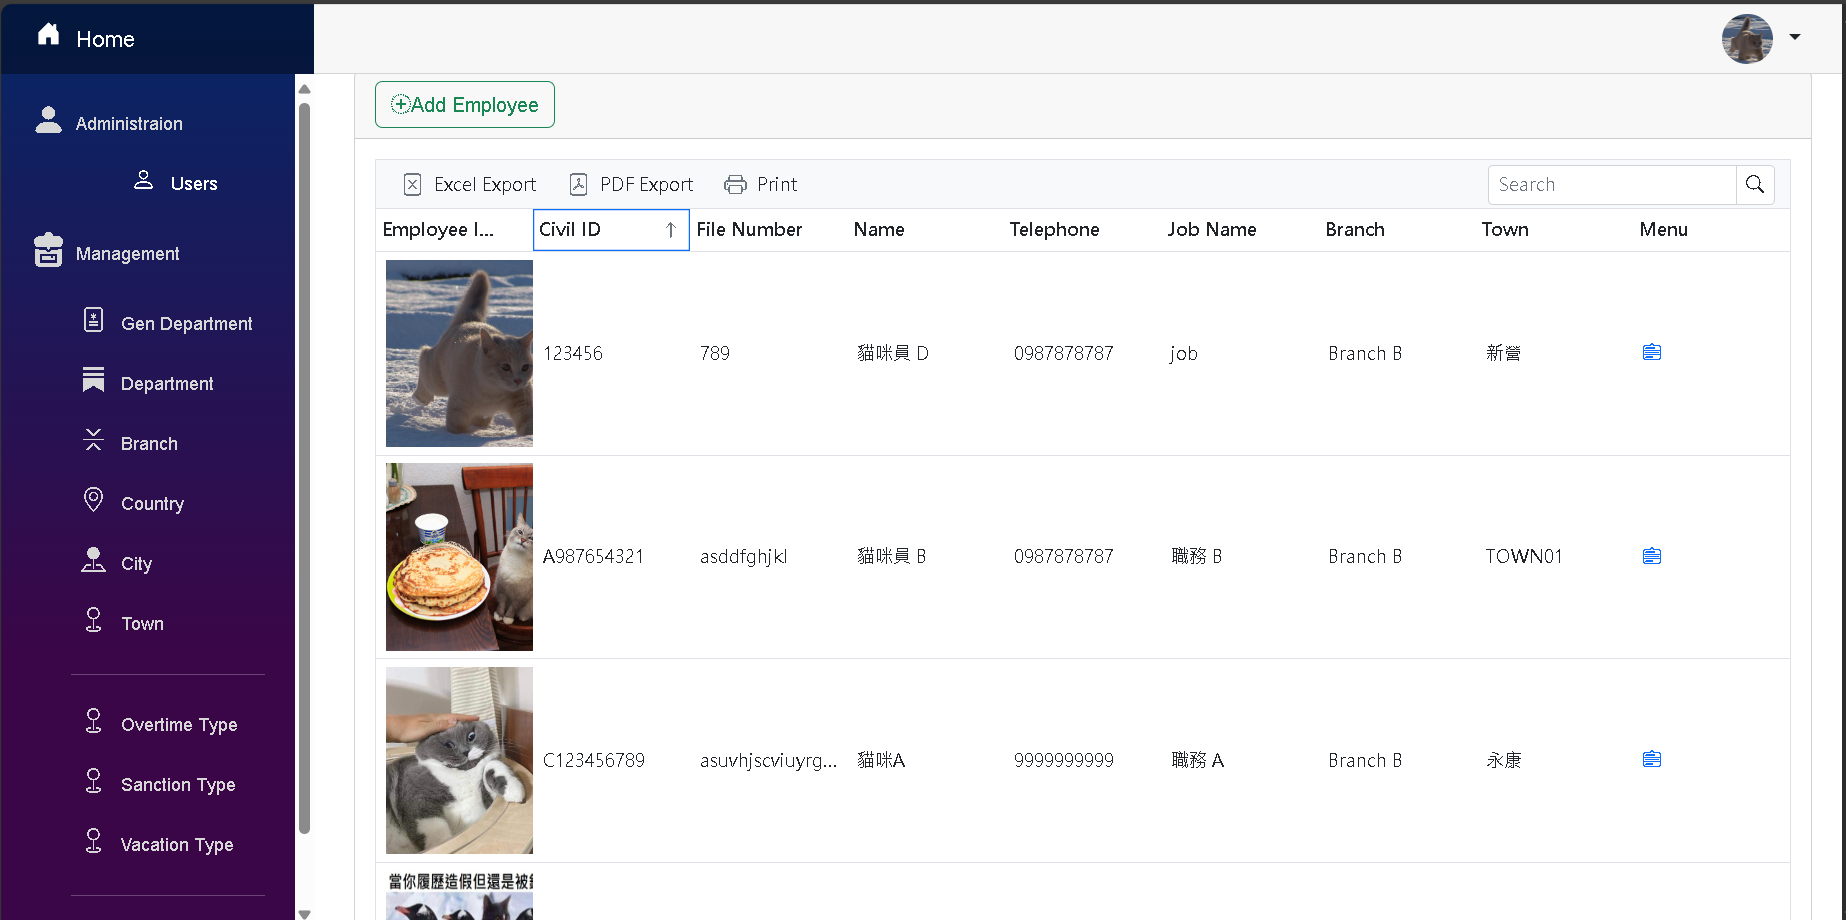 Home
Administraion
Users
Management
Gen Department
Department
Branch
Country
City
Town
Overtime Type
Sanction Type
Vacation Type
Add Employee
Excel Export PDF Export Print Search
Employee I... Civil ID File Number Name Telephone Job Name Branch Town Menu
123456 789 貓咪員 D 0987878787 job Branch B 新營
A987654321 asddfghjkl 貓咪員 B 0987878787 職務 B Branch B TOWN01
C123456789 asuvhjscviuyrg... 貓咪A 9999999999 職務 A Branch B 永康
當你履歷造假但還是被